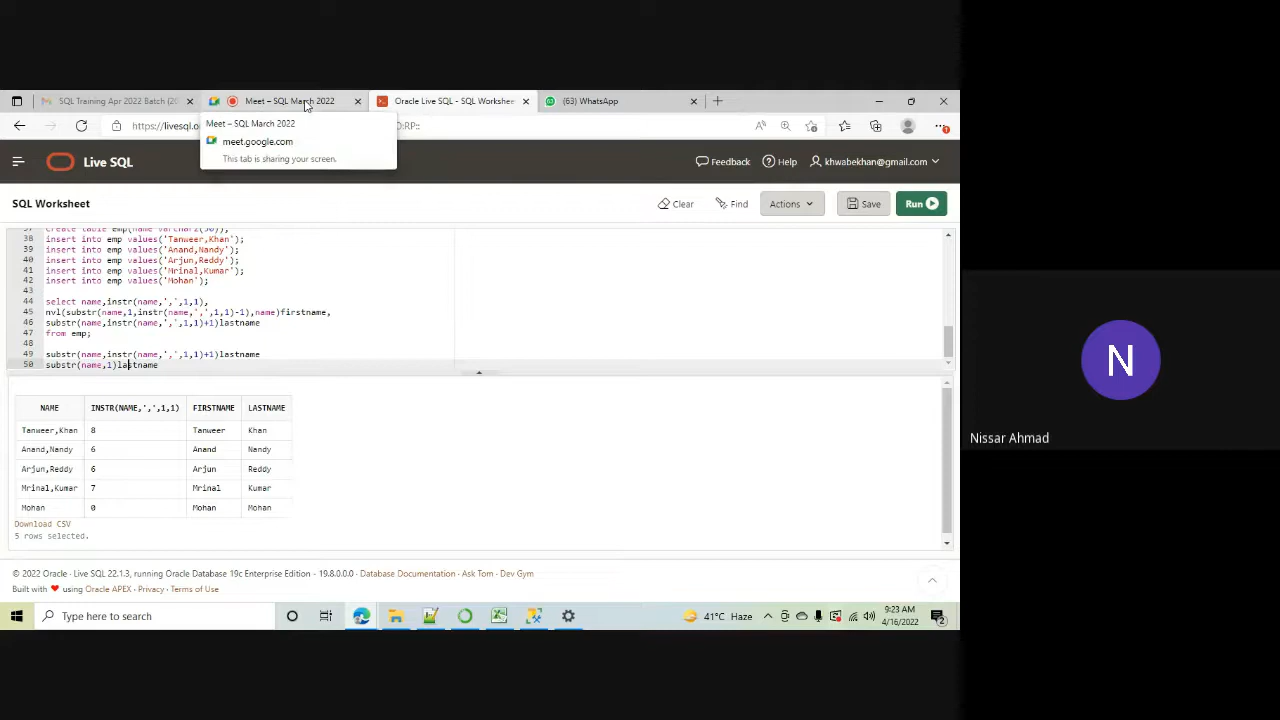 SQL Training Apr 2022 Batch (20
Meet – SQL March 2022
Oracle Live SQL - SQL Workshee
(63) WhatsApp
Meet – SQL March 2022
meet.google.com
This tab is sharing your screen.
https://livesql.o
0:RP::
Live SQL
Feedback
Help
khwabekhan@gmail.com
SQL Worksheet
Clear
Find
Actions
Save
Run
37 create table emp(name varchar2(50));
38 insert into emp values('Tanweer,Khan');
39 insert into emp values('Anand,Nandy');
40 insert into emp values('Arjun,Reddy');
41 insert into emp values('Mrinal,Kumar');
42 insert into emp values('Mohan');
43
44 select name,instr(name,',',1,1),
45 nvl(substr(name,1,instr(name,',',1,1)-1),name)firstname,
46 substr(name,instr(name,',',1,1)+1)lastname
47 from emp;
48
49 substr(name,instr(name,',',1,1)+1)lastname
50 substr(name,1)lastname
NAME INSTR(NAME,',',1,1) FIRSTNAME LASTNAME
Tanweer,Khan 8 Tanweer Khan
Anand,Nandy 6 Anand Nandy
Arjun,Reddy 6 Arjun Reddy
Mrinal,Kumar 7 Mrinal Kumar
Mohan 0 Mohan Mohan
Download CSV
5 rows selected.
© 2022 Oracle · Live SQL 22.1.3, running Oracle Database 19c Enterprise Edition - 19.8.0.0.0 · Database Documentation · Ask Tom · Dev Gym
Built with ❤ using Oracle APEX · Privacy · Terms of Use
Type here to search
41°C Haze
9:23 AM
4/16/2022
2
N
Nissar Ahmad